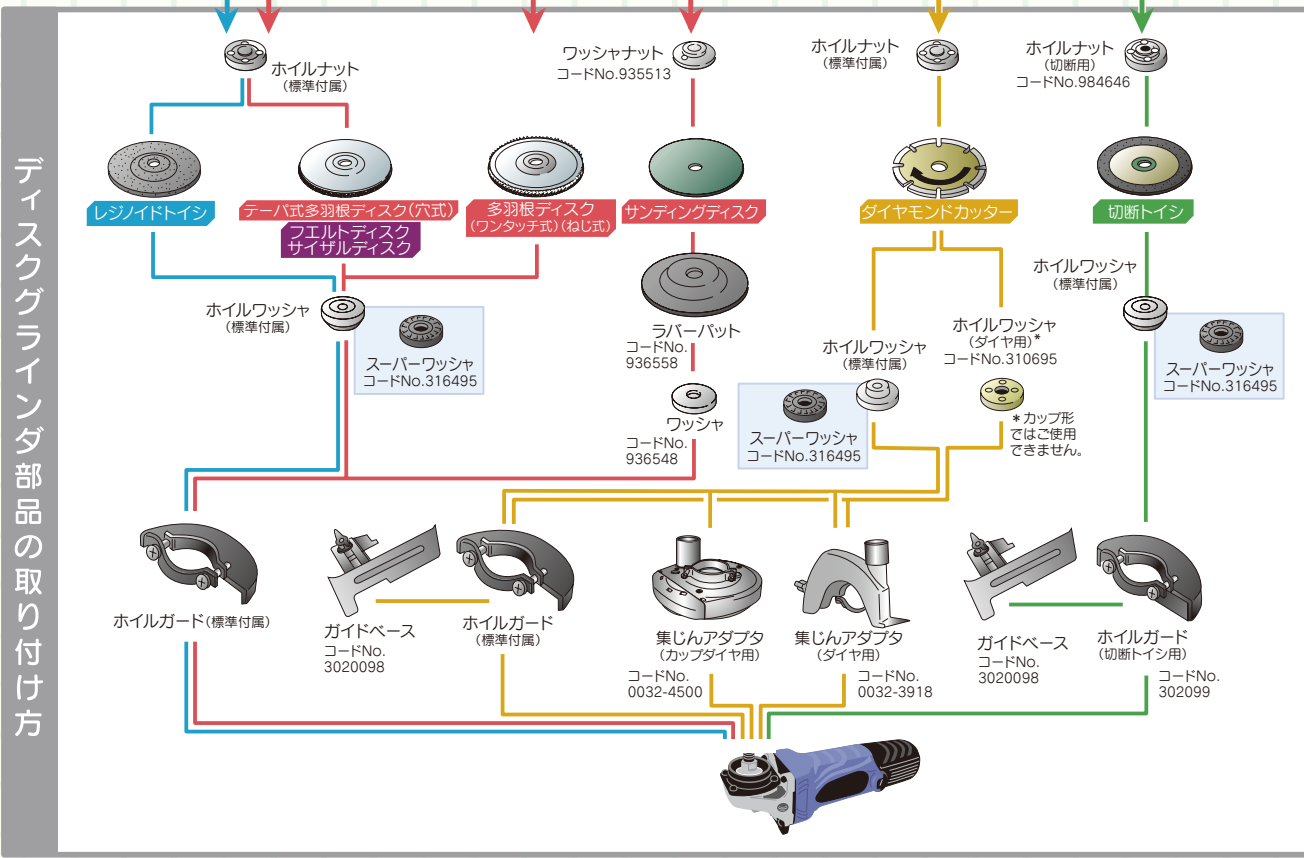 ディスクグラインダ部品の取り付け方
ホイルナット
(標準付属)
ワッシャナット
コードNo.935513
ホイルナット
(標準付属)
ホイルナット
(切断用)
コードNo.984646
レジノイドトイシ
テーパ式多羽根ディスク(穴式)
フエルトディスク
サイザルディスク
多羽根ディスク
(ワンタッチ式)(ねじ式)
サンディングディスク
ダイヤモンドカッター
切断トイシ
ホイルワッシャ
(標準付属)
スーパーワッシャ
コードNo.316495
ラバーパット
コードNo.
936558
ワッシャ
コードNo.
936548
ホイルワッシャ
(標準付属)
スーパーワッシャ
コードNo.316495
ホイルワッシャ
(ダイヤ用)*
コードNo.310695
*カップ形
ではご使用
できません。
ホイルワッシャ
(標準付属)
スーパーワッシャ
コードNo.316495
ホイルガード(標準付属)
ガイドベース
コードNo.
3020098
ホイルガード
(標準付属)
集じんアダプタ
(カップダイヤ用)
コードNo.
0032-4500
集じんアダプタ
(ダイヤ用)
コードNo.
0032-3918
ガイドベース
コードNo.
3020098
ホイルガード
(切断トイシ用)
コードNo.
302099